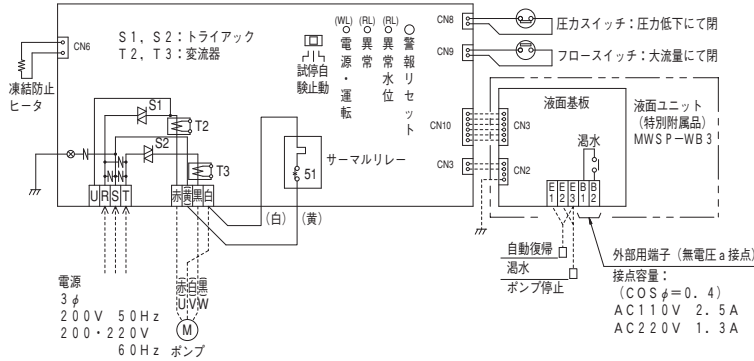 CN6
凍結防止
ヒータ
S1, S2：トライアック
T2, T3：変流器
試験
停止
自動
(WL)
電源・運転
(RL)
異常
(RL)
異常水位
警報リセット
CN8
圧力スイッチ：圧力低下にて閉
CN9
フロースイッチ：大流量にて閉
S1
T2
S2
T3
サーマルリレー
51
CN10
CN3
CN3
CN2
液面基板
渇水
液面ユニット
(特別附属品)
MWSP－WB3
U R S T
赤 (黄) 黒 白
(白) (黄)
E1 E2 E3 B1 B2
自動復帰
渇水
ポンプ停止
外部用端子（無電圧a接点）
接点容量：
(COSφ＝0.4)
AC110V 2.5A
AC220V 1.3A
電源
3φ
200V 50Hz
200・220V
60Hz
(赤) (白) (黒)
U V W
M
ポンプ